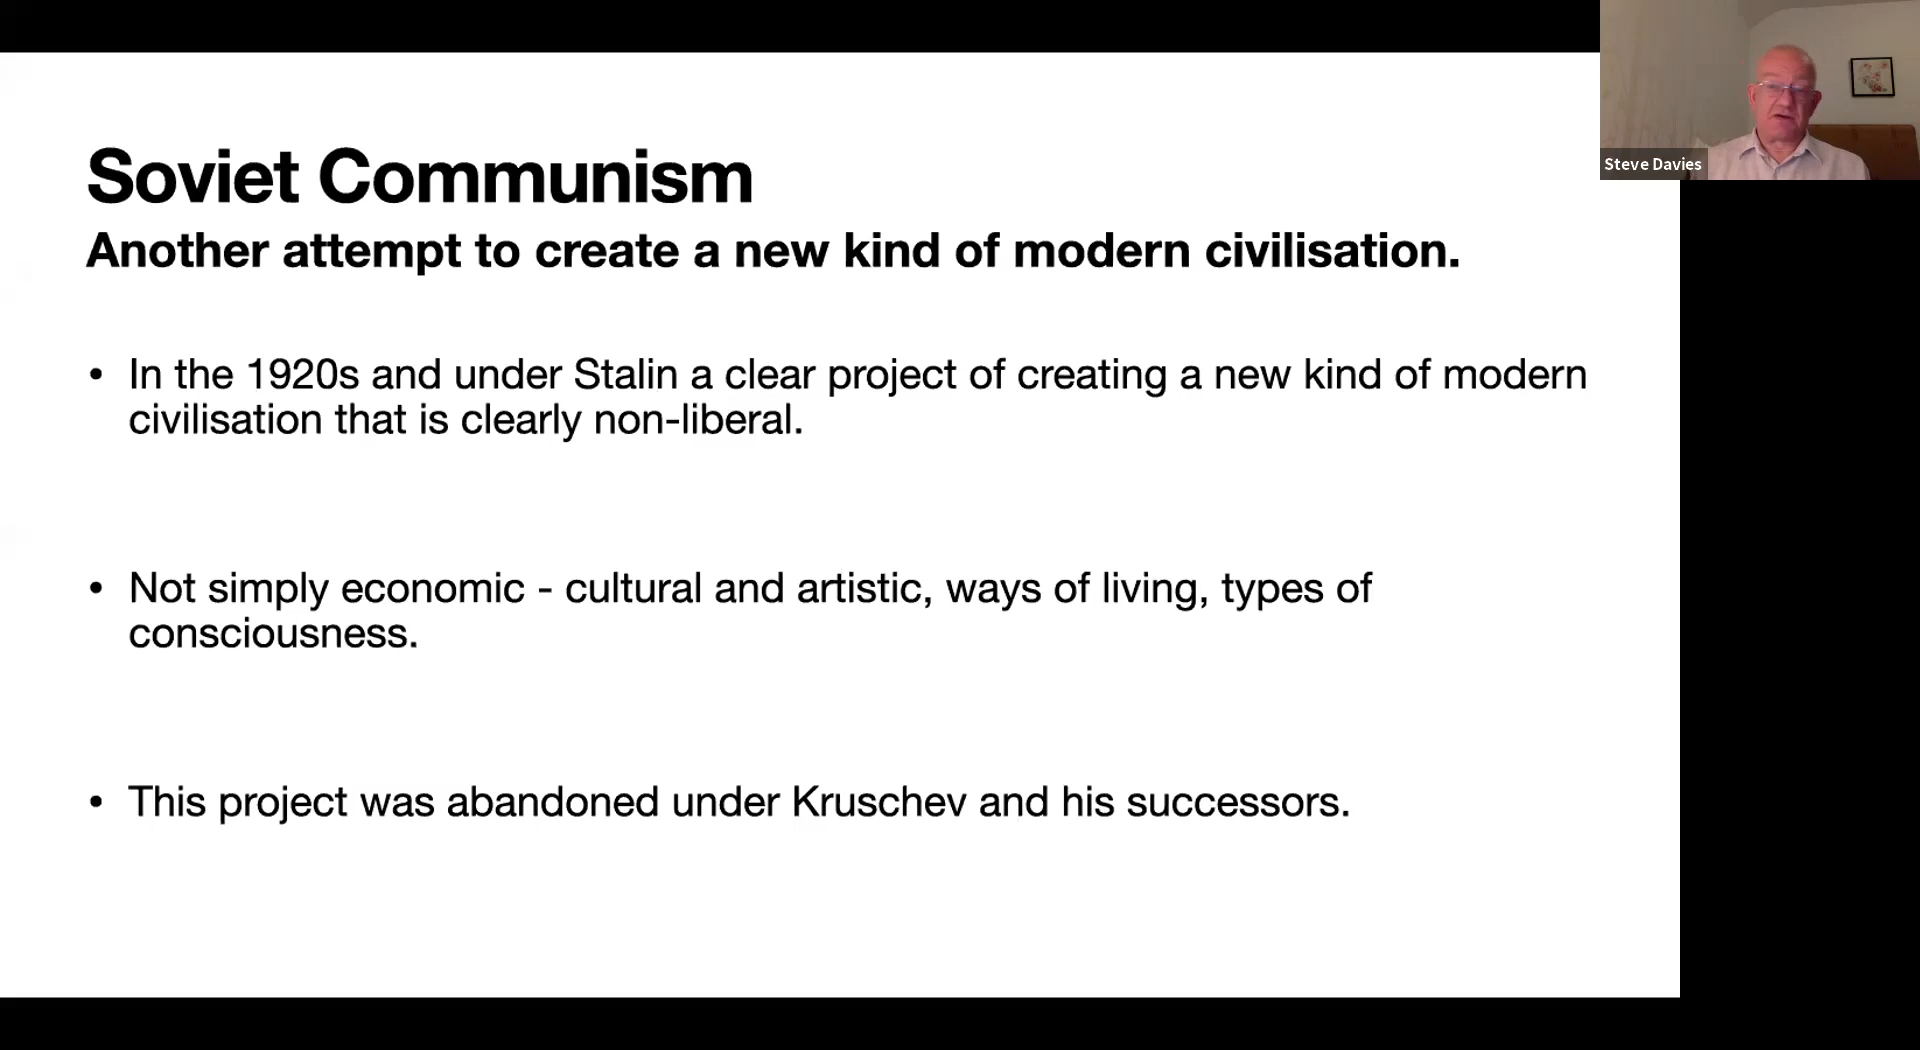 Soviet Communism
Another attempt to create a new kind of modern civilisation.
• In the 1920s and under Stalin a clear project of creating a new kind of modern
civilisation that is clearly non-liberal.
• Not simply economic - cultural and artistic, ways of living, types of
consciousness.
• This project was abandoned under Kruschev and his successors.
Steve Davies